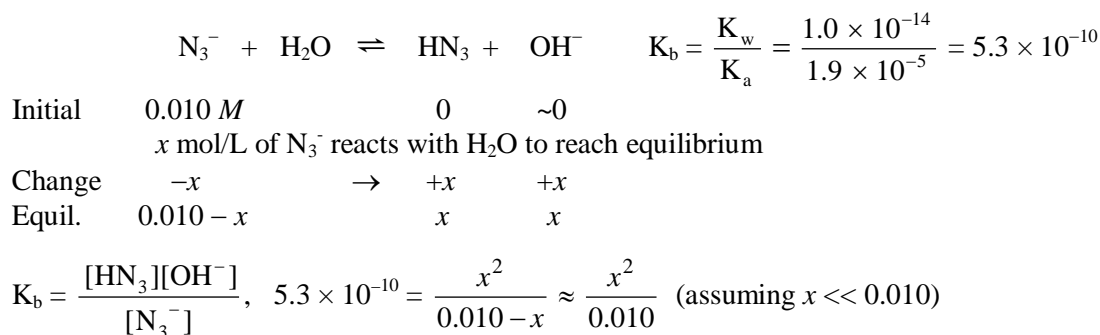 N₃⁻ + H₂O ⇌ HN₃ + OH⁻ K_b = K_w / K_a = 1.0 × 10⁻¹⁴ / 1.9 × 10⁻⁵ = 5.3 × 10⁻¹⁰
Initial 0.010 M 0 ~0
x mol/L of N₃⁻ reacts with H₂O to reach equilibrium
Change –x → +x +x
Equil. 0.010 – x x x
K_b = [HN₃][OH⁻] / [N₃⁻], 5.3 × 10⁻¹⁰ = x² / 0.010 – x ≈ x² / 0.010 (assuming x << 0.010)